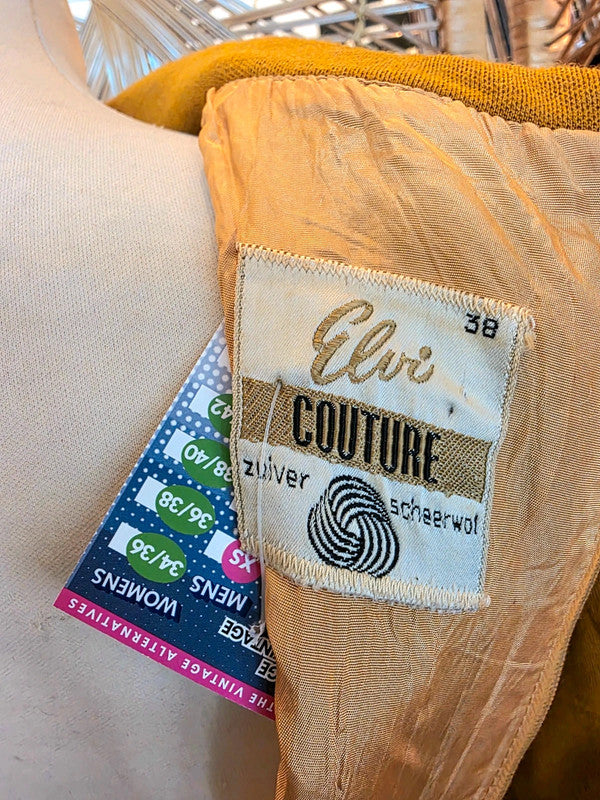 38
Elvi
COUTURE
zuiver scheerwol
42
38/40
36/38
34/36
XS
WOMENS
MENS
THE VINTAGE ALTERNATIVES